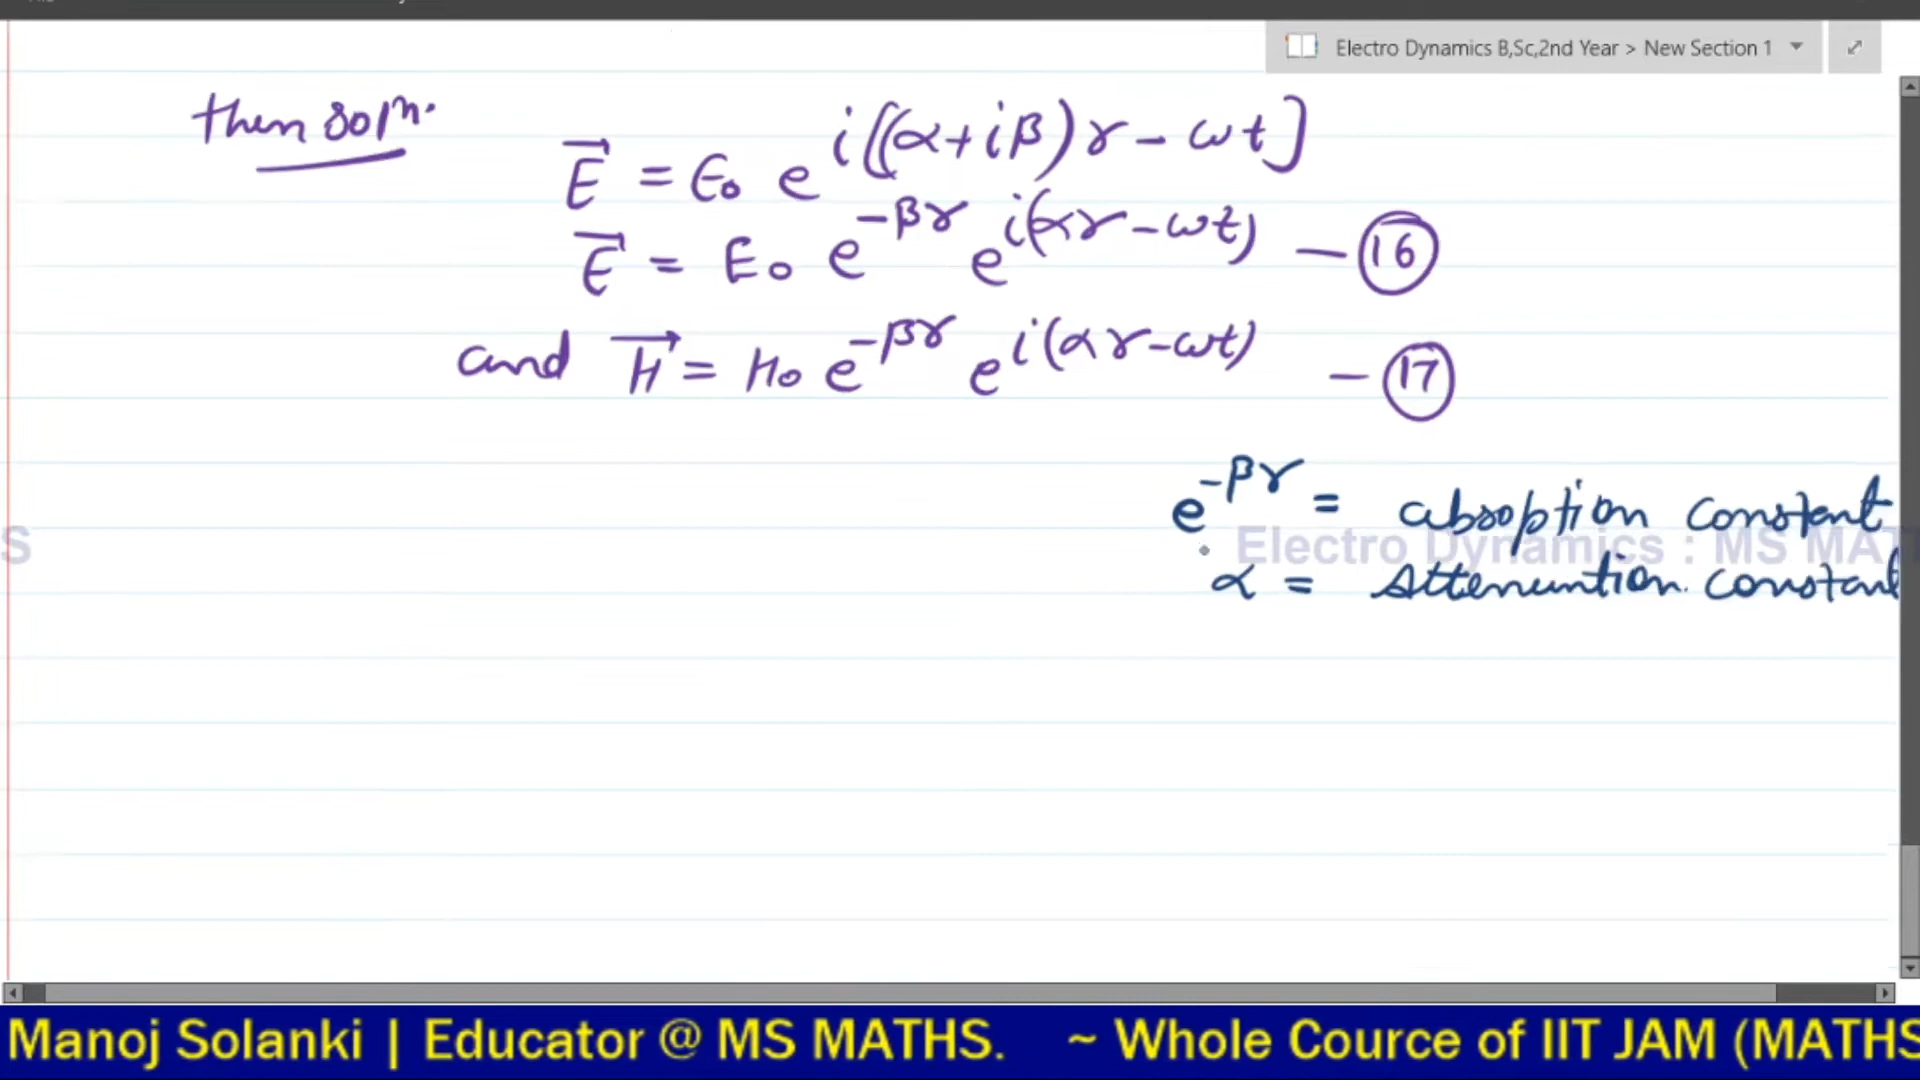 Electro Dynamics B,Sc,2nd Year > New Section 1
then solⁿ.
E⃗ = E₀ e^{i[(α+iβ)r - ωt]}
E⃗ = E₀ e^{-βr} e^{i(αr-ωt)} — ⑯
and H⃗ = H₀ e^{-βr} e^{i(αr-ωt)} — ⑰
e^{-βr} = absoption constant
S Electro Dynamics : MS MAT
α = Attenuntion constant
Manoj Solanki | Educator @ MS MATHS. ~ Whole Cource of IIT JAM (MATHS